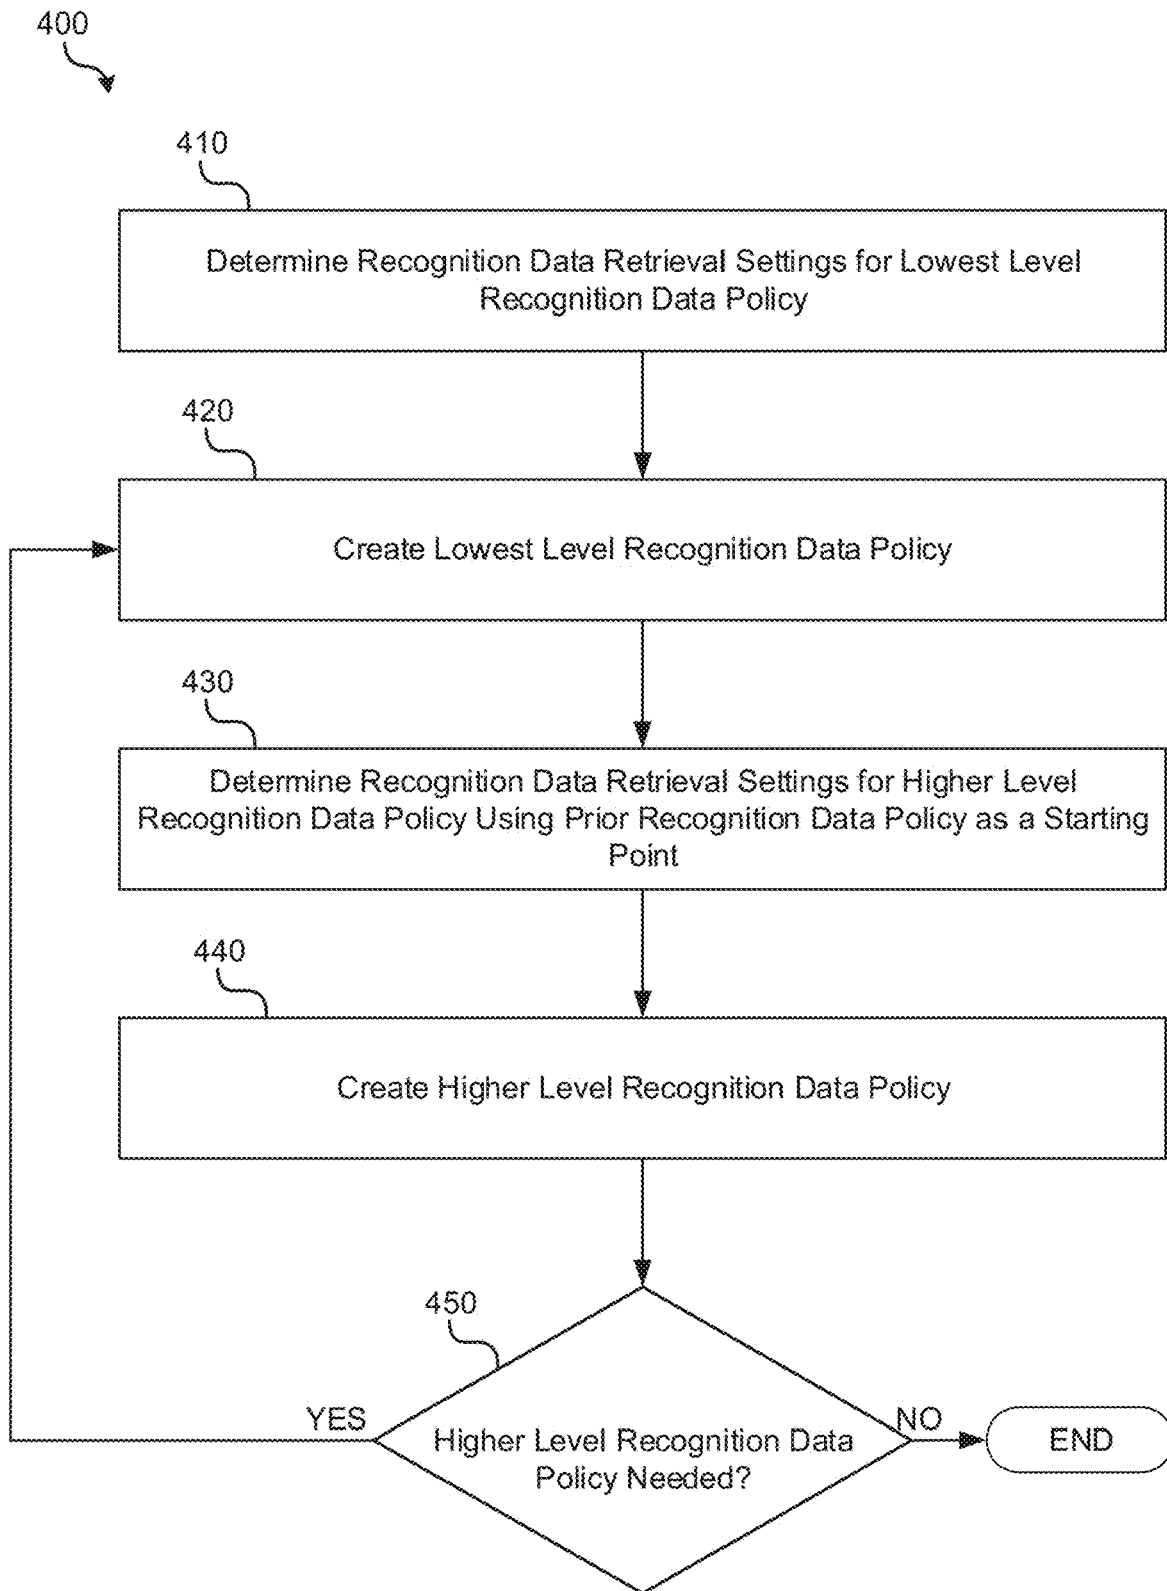 400
410
Determine Recognition Data Retrieval Settings for Lowest Level
Recognition Data Policy
420
Create Lowest Level Recognition Data Policy
430
Determine Recognition Data Retrieval Settings for Higher Level
Recognition Data Policy Using Prior Recognition Data Policy as a Starting
Point
440
Create Higher Level Recognition Data Policy
450
YES
NO
Higher Level Recognition Data
Policy Needed?
END